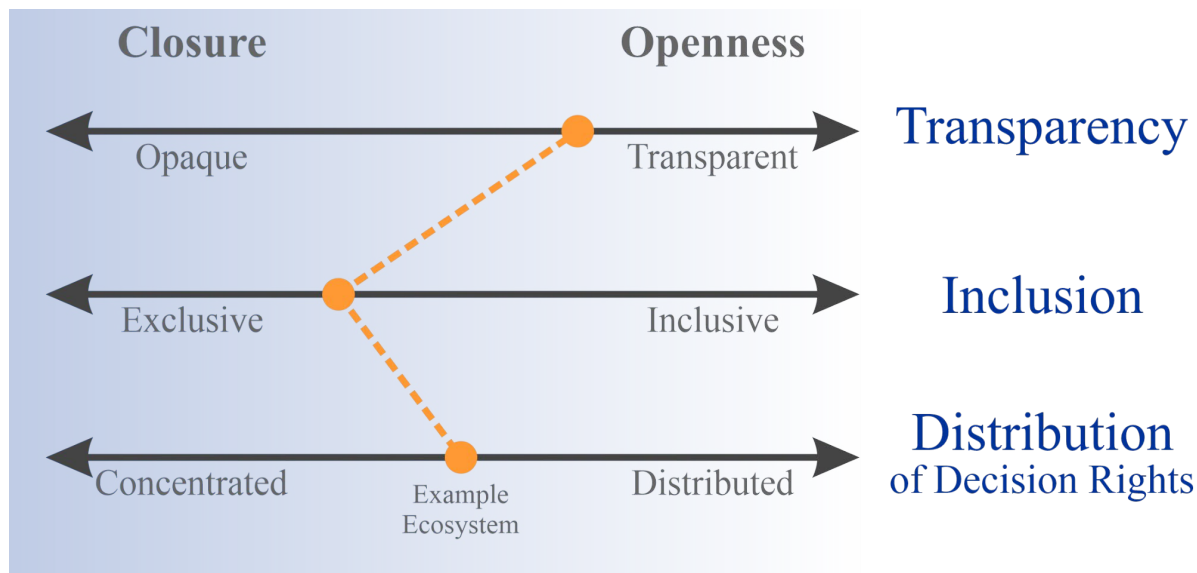 Closure Openness
Opaque Transparent Transparency
Exclusive Inclusive Inclusion
Concentrated Distributed Distribution
of Decision Rights
Example
Ecosystem